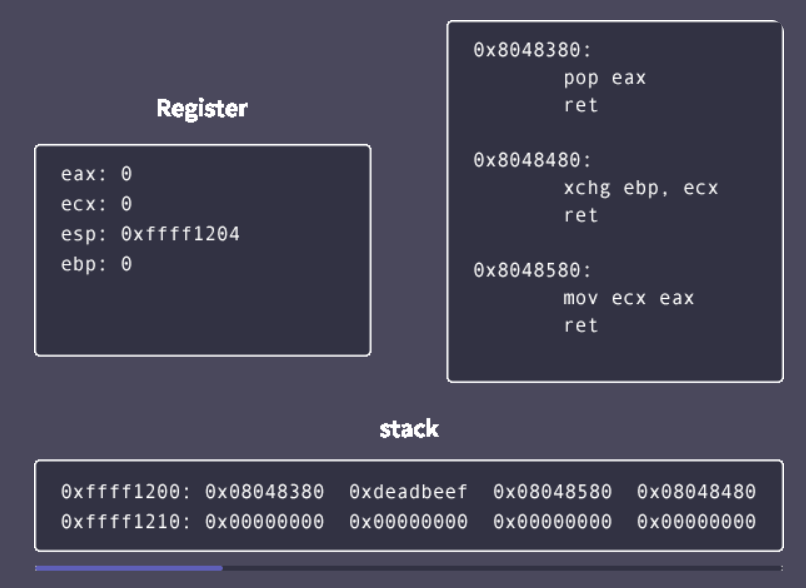 Register
eax: 0
ecx: 0
esp: 0xffff1204
ebp: 0
0x8048380:
pop eax
ret
0x8048480:
xchg ebp, ecx
ret
0x8048580:
mov ecx eax
ret
stack
0xffff1200: 0x08048380 0xdeadbeef 0x08048580 0x08048480
0xffff1210: 0x00000000 0x00000000 0x00000000 0x00000000